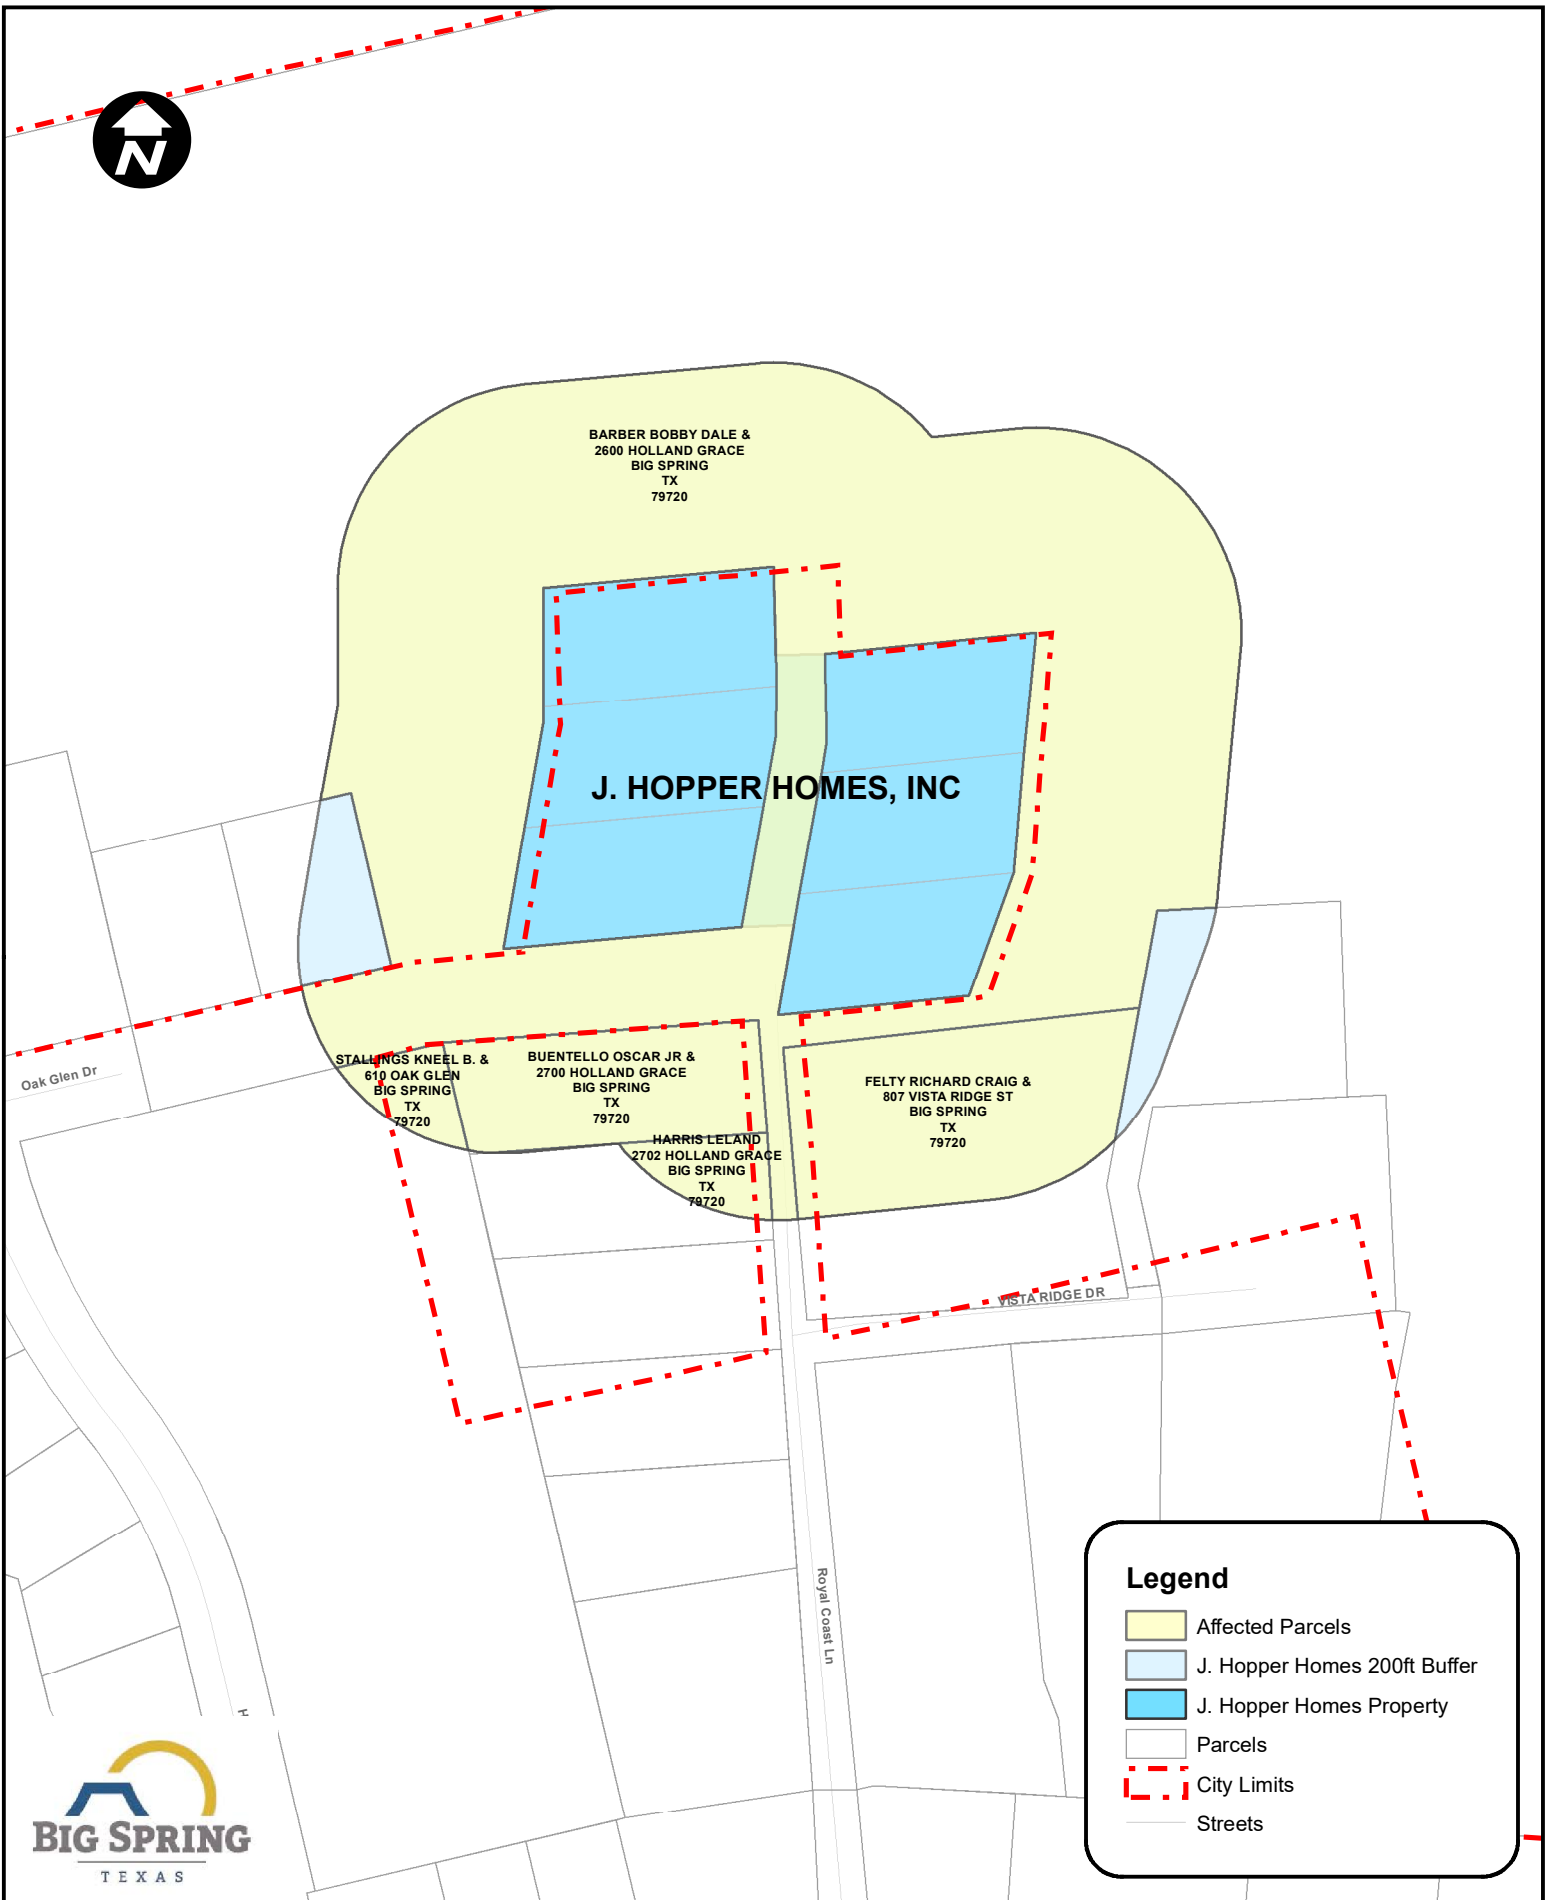 N
BARBER BOBBY DALE &
2600 HOLLAND GRACE
BIG SPRING
TX
79720
J. HOPPER HOMES, INC
Oak Glen Dr
STALLINGS KNEEL B. &
610 OAK GLEN
BIG SPRING
TX
79720
BUENTELLO OSCAR JR &
2700 HOLLAND GRACE
BIG SPRING
TX
79720
HARRIS LELAND
2702 HOLLAND GRACE
BIG SPRING
TX
79720
FELTY RICHARD CRAIG &
807 VISTA RIDGE ST
BIG SPRING
TX
79720
VISTA RIDGE DR
Royal Coast Ln
H
Legend
Affected Parcels
J. Hopper Homes 200ft Buffer
J. Hopper Homes Property
Parcels
City Limits
Streets
BIG SPRING
TEXAS